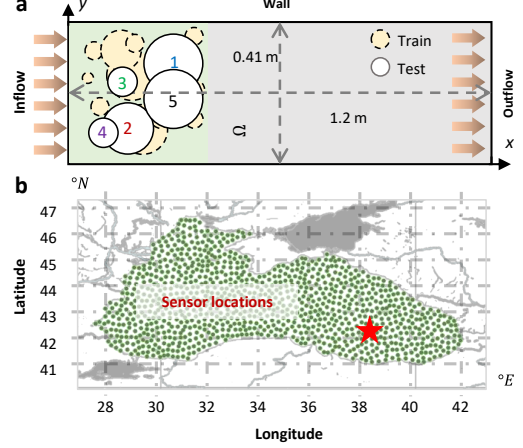 a
y
Wall
Inflow
1
2
3
4
5
0.41 m
Train
Test
1.2 m
Ω
Outflow
x
b
°N
47
46
45
44
43
42
41
Latitude
Sensor locations
28
30
32
34
36
38
40
42
°E
Longitude